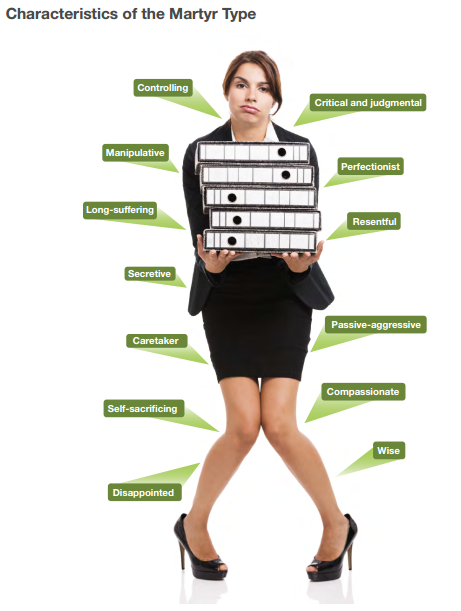 Characteristics of the Martyr Type
Controlling
Critical and judgmental
Manipulative
Perfectionist
Long-suffering
Resentful
Secretive
Passive-aggressive
Caretaker
Compassionate
Self-sacrificing
Wise
Disappointed